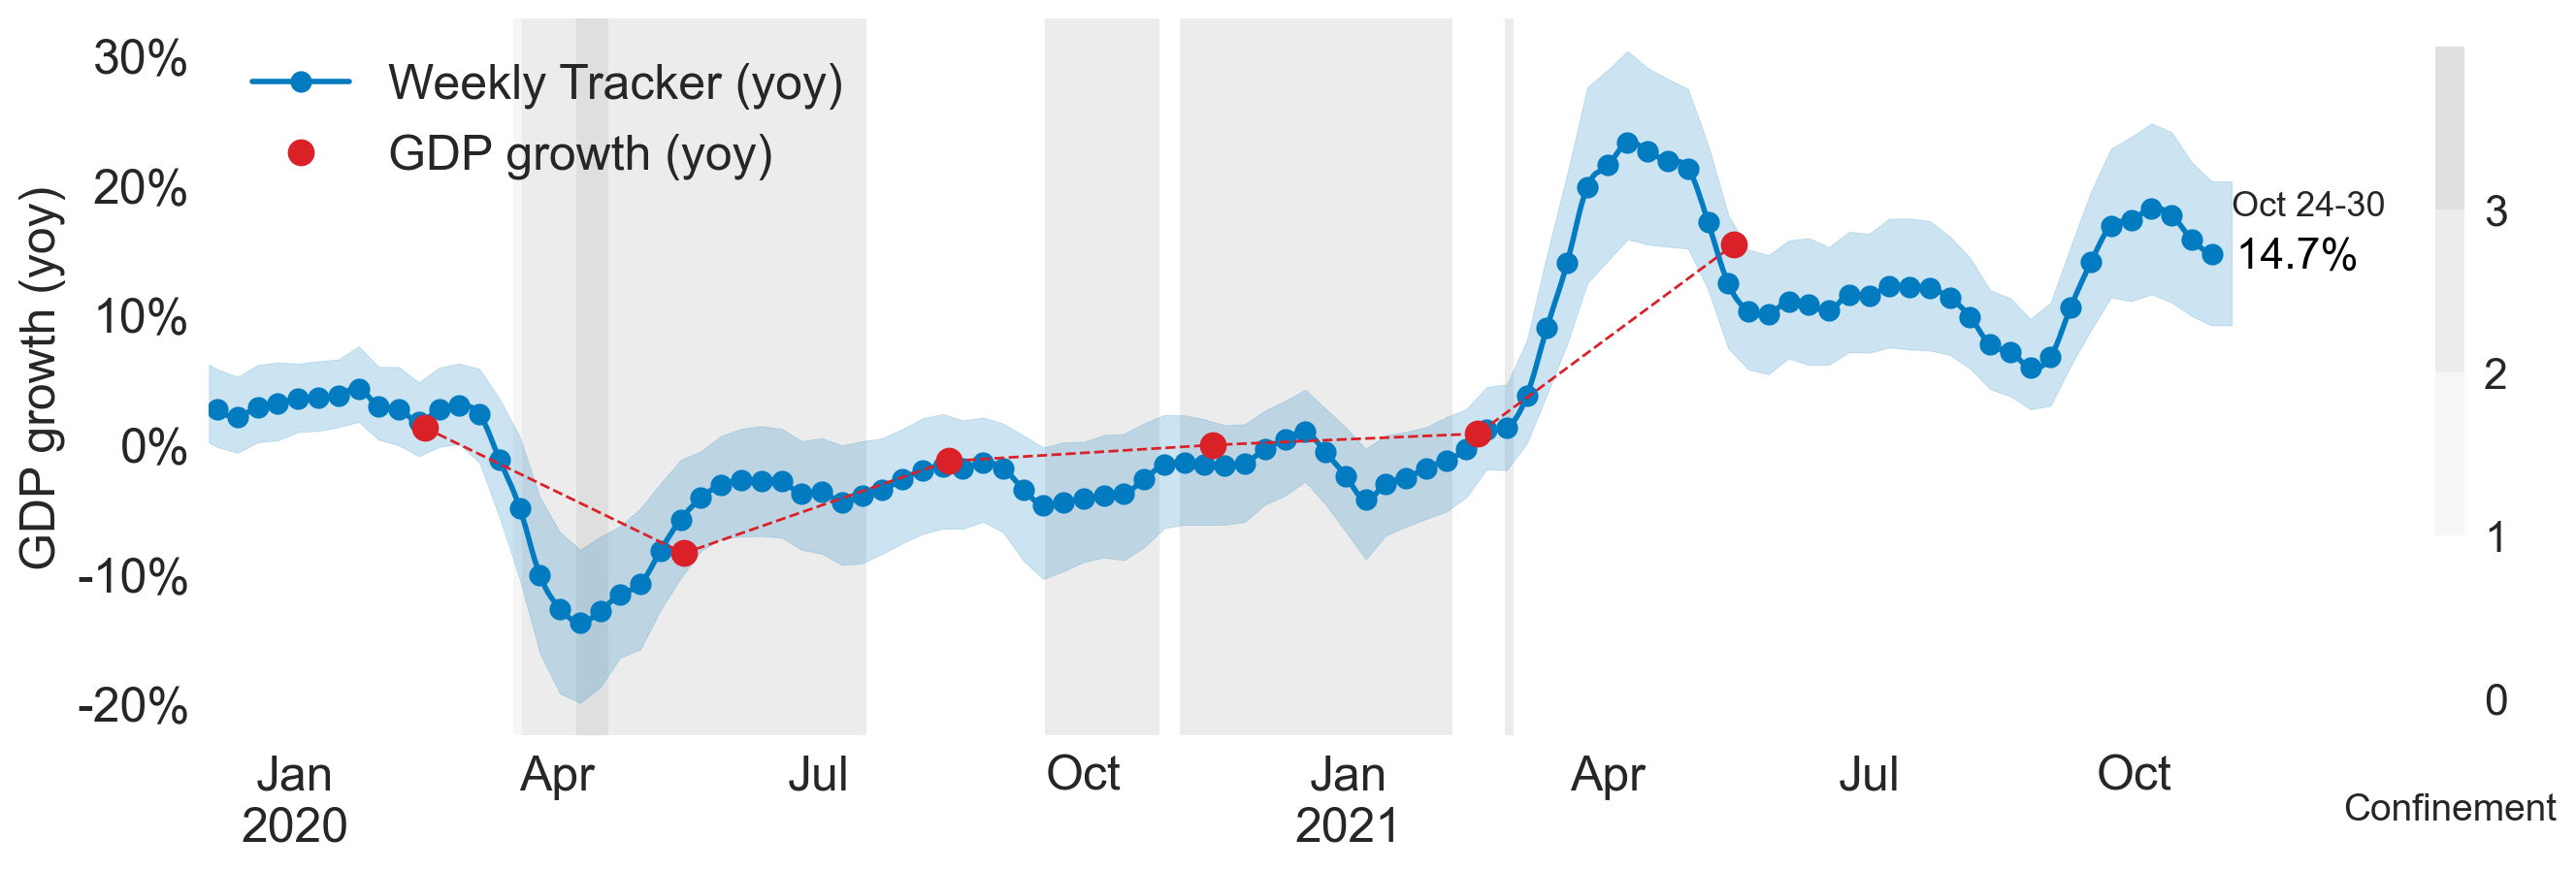 30%
20%
10%
0%
-10%
-20%
GDP growth (yoy)
Weekly Tracker (yoy)
GDP growth (yoy)
Oct 24-30
14.7%
3
2
1
0
Confinement
Jan Apr Jul Oct Jan Apr Jul Oct
2020 2021